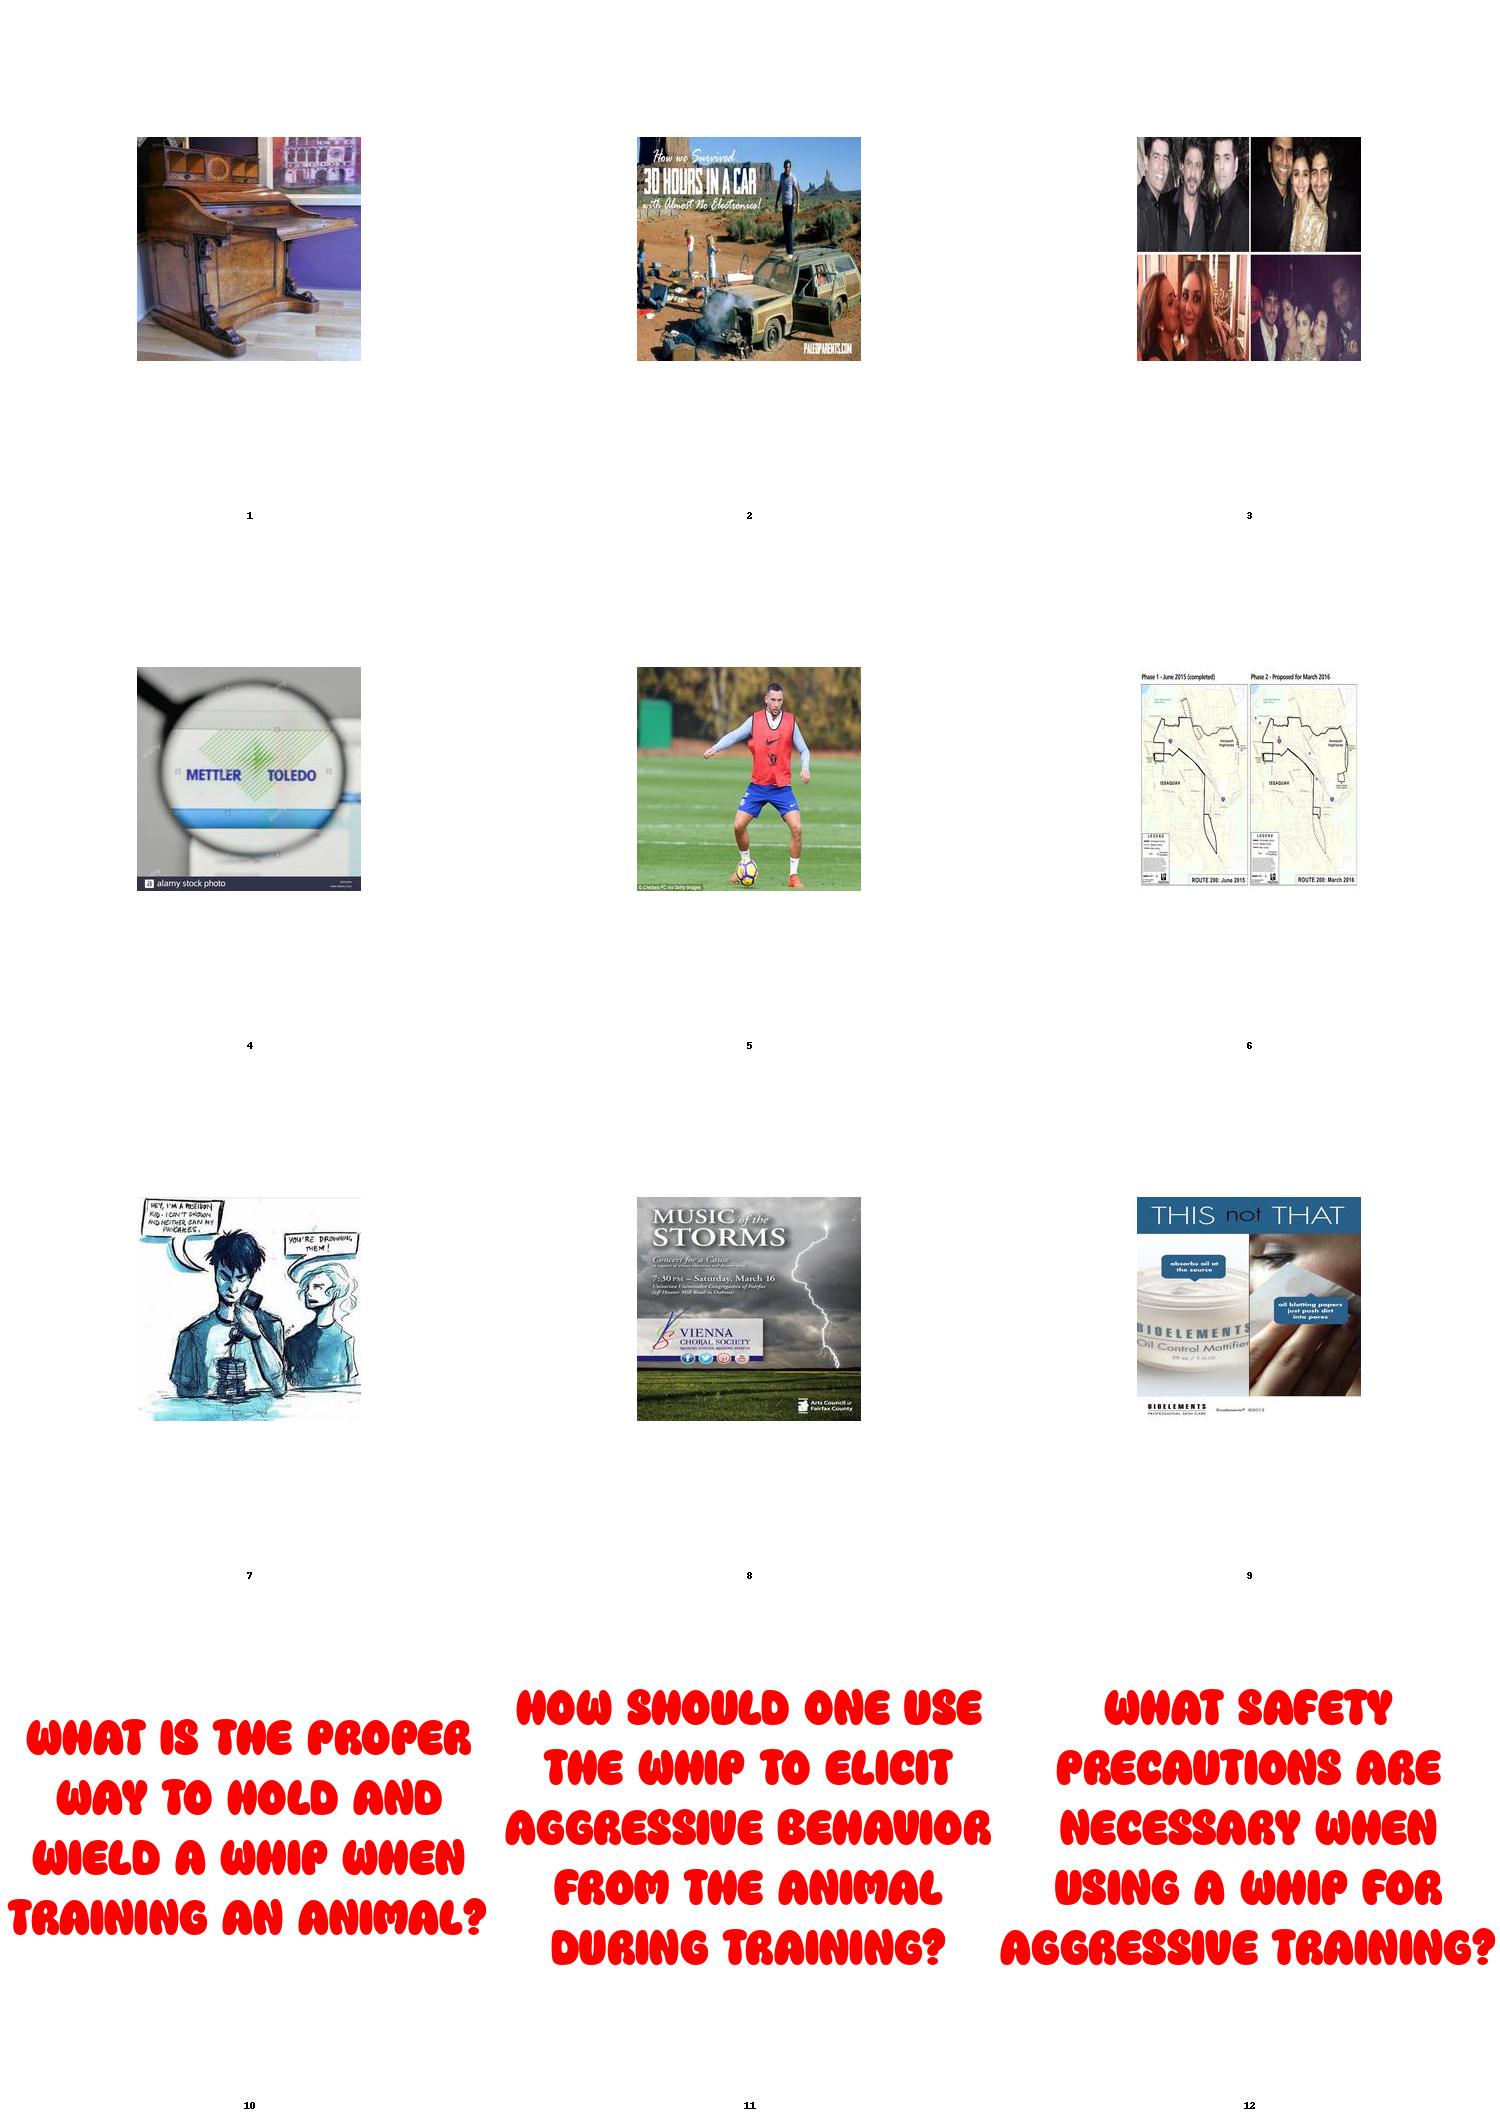 How we Survived
30 HOURS IN A CAR
with Almost No Electronics!
PALEOPARENTS.COM
1
2
3
METTLER TOLEDO
alamy
a alamy stock photo
© Chelsea FC via Getty Images
Phase 1 - June 2015 (completed)
Phase 2 - Proposed for March 2016
ISSAQUAH
ISSAQUAH
LEGEND
LEGEND
ROUTE 200: June 2015
ROUTE 200: March 2016
4
5
6
HEY, I'M A POSEIDON
KID. I CAN'T DROWN
AND NEITHER CAN MY
PANCAKES.
YOU'RE DROWNING
THEM!
MUSIC of the
STORMS
Concert for a Cause
7:30 PM – Saturday, March 16
Unitarian Universalist Congregation of Fairfax
(off Hunter Mill Road in Oakton)
VIENNA
CHORAL SOCIETY
RAISING VOICES, RAISING SPIRITS
Arts Council of
Fairfax County
THIS not THAT
absorbs oil at
the source
oil blotting papers
just push dirt
into pores
BIOELEMENTS
Oil Control Mattifier
BIOELEMENTS
PROFESSIONAL SKIN CARE
Bioelements® ©2013
7
8
9
WHAT IS THE PROPER
WAY TO HOLD AND
WIELD A WHIP WHEN
TRAINING AN ANIMAL?
HOW SHOULD ONE USE
THE WHIP TO ELICIT
AGGRESSIVE BEHAVIOR
FROM THE ANIMAL
DURING TRAINING?
WHAT SAFETY
PRECAUTIONS ARE
NECESSARY WHEN
USING A WHIP FOR
AGGRESSIVE TRAINING?
10
11
12